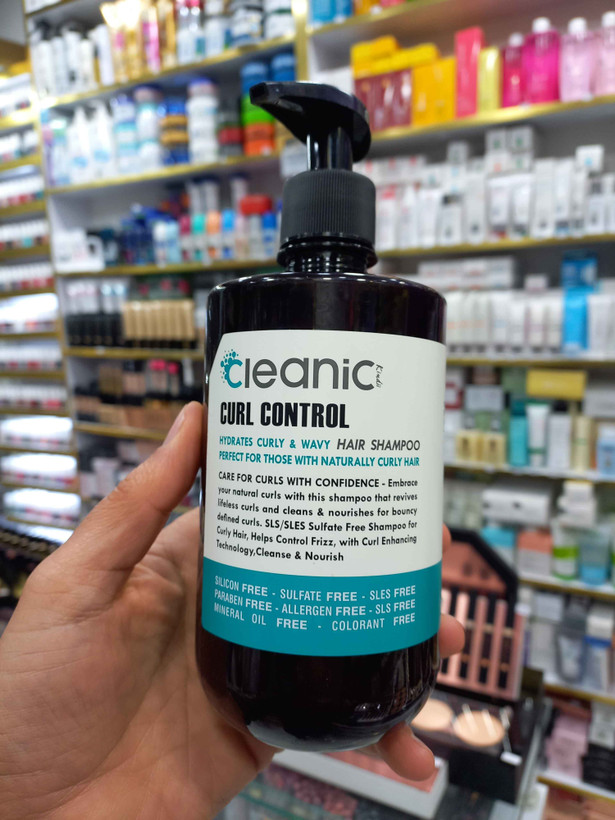 cleanic
Kindii
CURL CONTROL
HYDRATES CURLY & WAVY HAIR SHAMPOO
PERFECT FOR THOSE WITH NATURALLY CURLY HAIR
CARE FOR CURLS WITH CONFIDENCE - Embrace
your natural curls with this shampoo that revives
lifeless curls and cleans & nourishes for bouncy
defined curls. SLS/SLES Sulfate Free Shampoo for
Curly Hair, Helps Control Frizz, with Curl Enhancing
Technology,Cleanse & Nourish
SILICON FREE - SULFATE FREE - SLES FREE
PARABEN FREE - ALLERGEN FREE - SLS FREE
MINERAL OIL FREE - COLORANT FREE